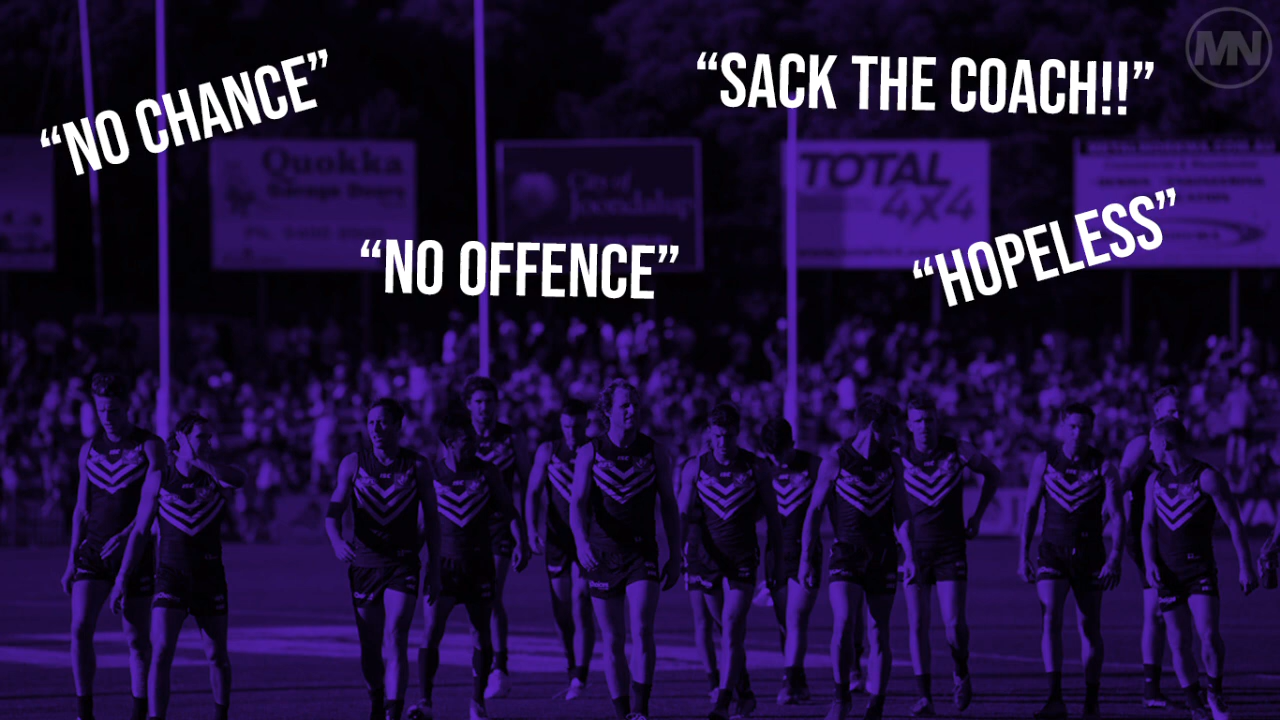 MN
“NO CHANCE”
“SACK THE COACH!!”
“NO OFFENCE”
“HOPELESS”
Quokka
Garage Doors
City of
Joondalup
TOTAL
4X4